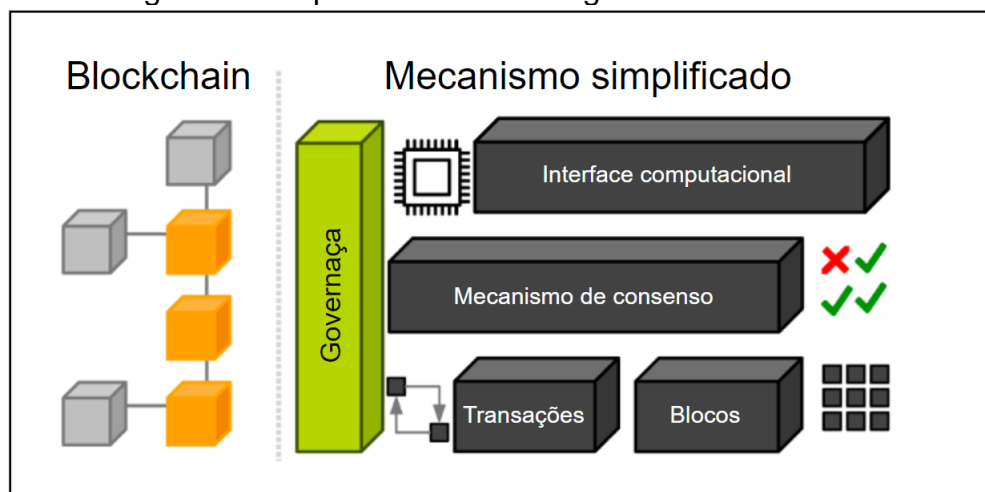 Blockchain
Mecanismo simplificado
Governaça
Interface computacional
Mecanismo de consenso
Transações
Blocos